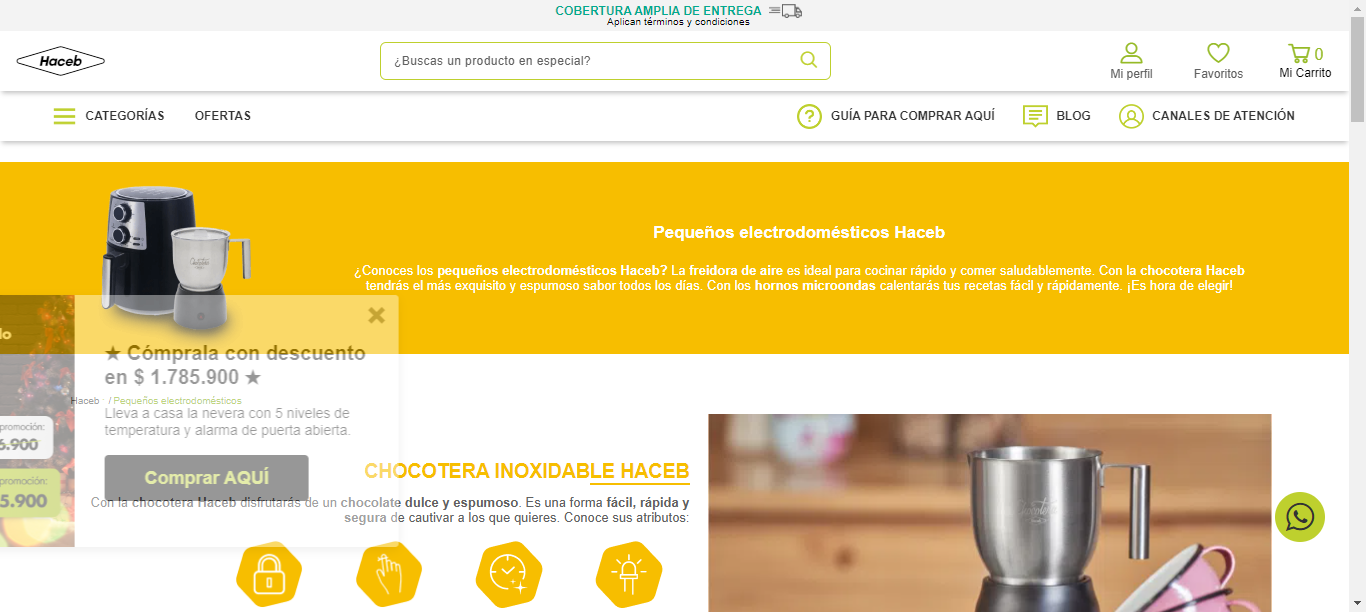 COBERTURA AMPLIA DE ENTREGA
Aplican términos y condiciones
Haceb
¿Buscas un producto en especial?
Mi perfil
Favoritos
0
Mi Carrito
CATEGORÍAS
OFERTAS
GUÍA PARA COMPRAR AQUÍ
BLOG
CANALES DE ATENCIÓN
Pequeños electrodomésticos Haceb
¿Conoces los pequeños electrodomésticos Haceb? La freidora de aire es ideal para cocinar rápido y comer saludablemente. Con la chocotera Haceb
tendrás el más exquisito y espumoso sabor todos los días. Con los hornos microondas calentarás tus recetas fácil y rápidamente. ¡Es hora de elegir!
★ Cómprala con descuento
en $ 1.785.900 ★
Haceb / Pequeños electrodomésticos
Lleva a casa la nevera con 5 niveles de
temperatura y alarma de puerta abierta.
promoción:
6.900
promoción:
5.900
Comprar AQUÍ
CHOCOTERA INOXIDABLE HACEB
Con la chocotera Haceb disfrutarás de un chocolate dulce y espumoso. Es una forma fácil, rápida y
segura de cautivar a los que quieres. Conoce sus atributos: